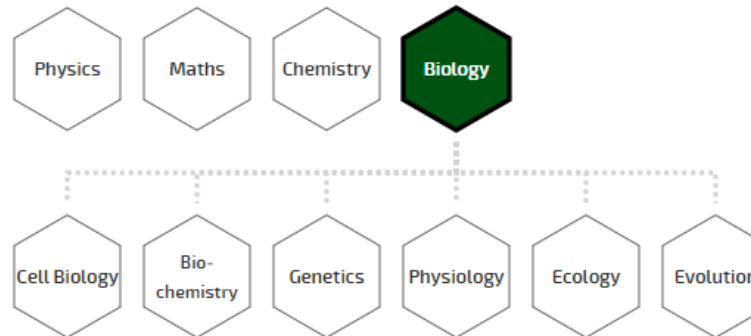 Physics Maths Chemistry Biology
Cell Biology Bio-
chemistry Genetics Physiology Ecology Evolution